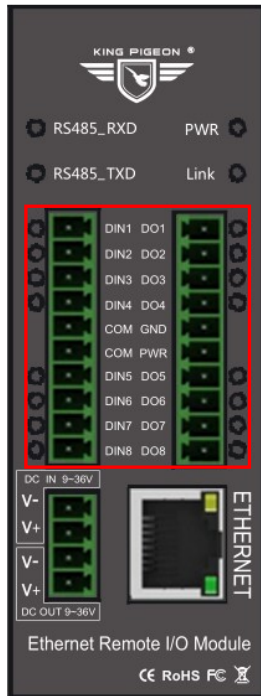 KING PIGEON ®
RS485_RXD PWR
RS485_TXD Link
DIN1 DO1
DIN2 DO2
DIN3 DO3
DIN4 DO4
COM GND
COM PWR
DIN5 DO5
DIN6 DO6
DIN7 DO7
DIN8 DO8
DC IN 9~36V
V-
V+
V-
V+
DC OUT 9~36V
ETHERNET
Ethernet Remote I/O Module
CE RoHS FC